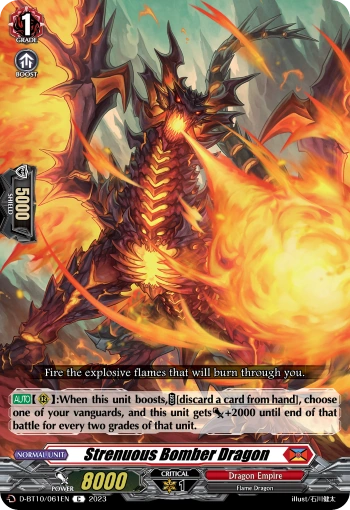 1
GRADE
BOOST
5000
SHIELD
Fire the explosive flames that will burn through you.
AUTO [RC]:When this unit boosts, [discard a card from hand], choose
one of your vanguards, and this unit gets +2000 until end of that
battle for every two grades of that unit.
NORMAL UNIT
Strenuous Bomber Dragon
POWER 8000
CRITICAL
1
Dragon Empire
Flame Dragon
D-BT10/061EN C 2023
illust/石川健太